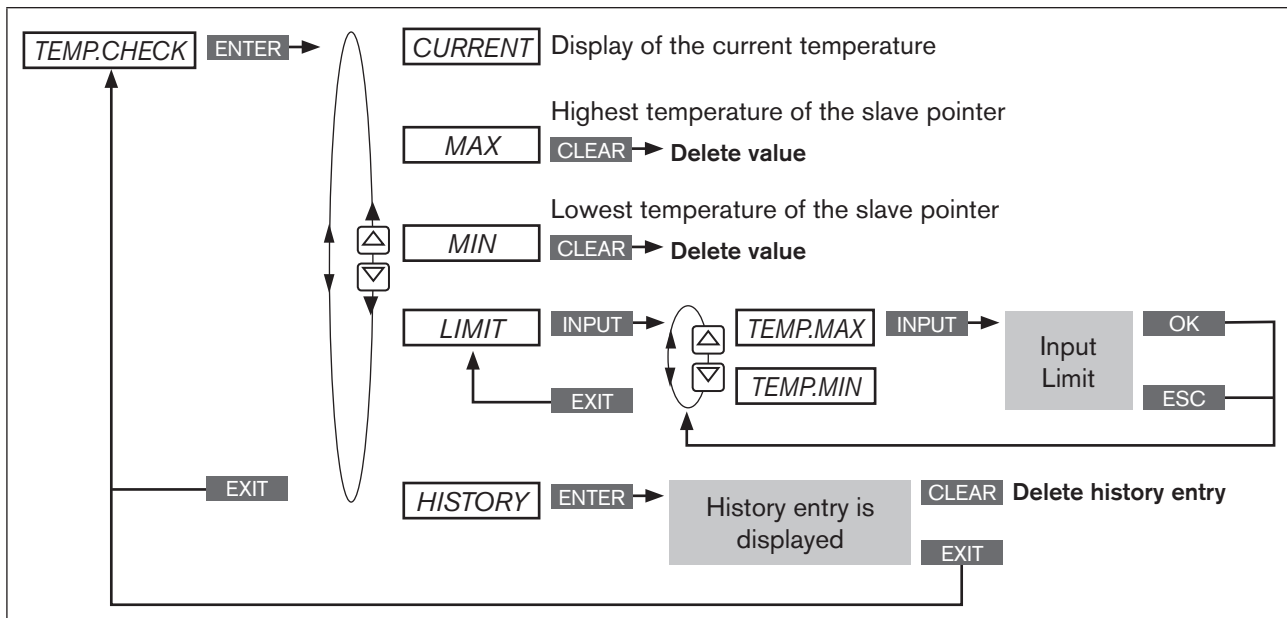 TEMP.CHECK ENTER CURRENT Display of the current temperature
Highest temperature of the slave pointer
MAX CLEAR Delete value
Lowest temperature of the slave pointer
MIN CLEAR Delete value
LIMIT INPUT TEMP.MAX INPUT Input
Limit OK
TEMP.MIN
EXIT ESC
EXIT
HISTORY ENTER History entry is
displayed CLEAR Delete history entry
EXIT